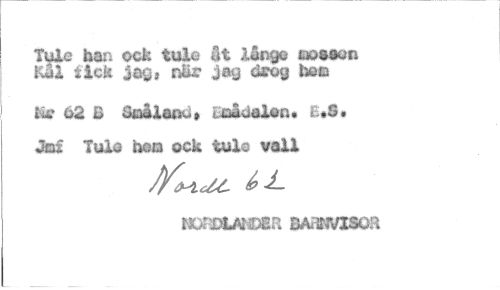 Tule han ock tule åt långe mossen
Kål fick jag, när jag drog hem
Nr 62 B Småland, Emådalen. E.S.
Jmf Tule hem ock tule vall
Nordl 62
NORDLANDER BARNVISOR